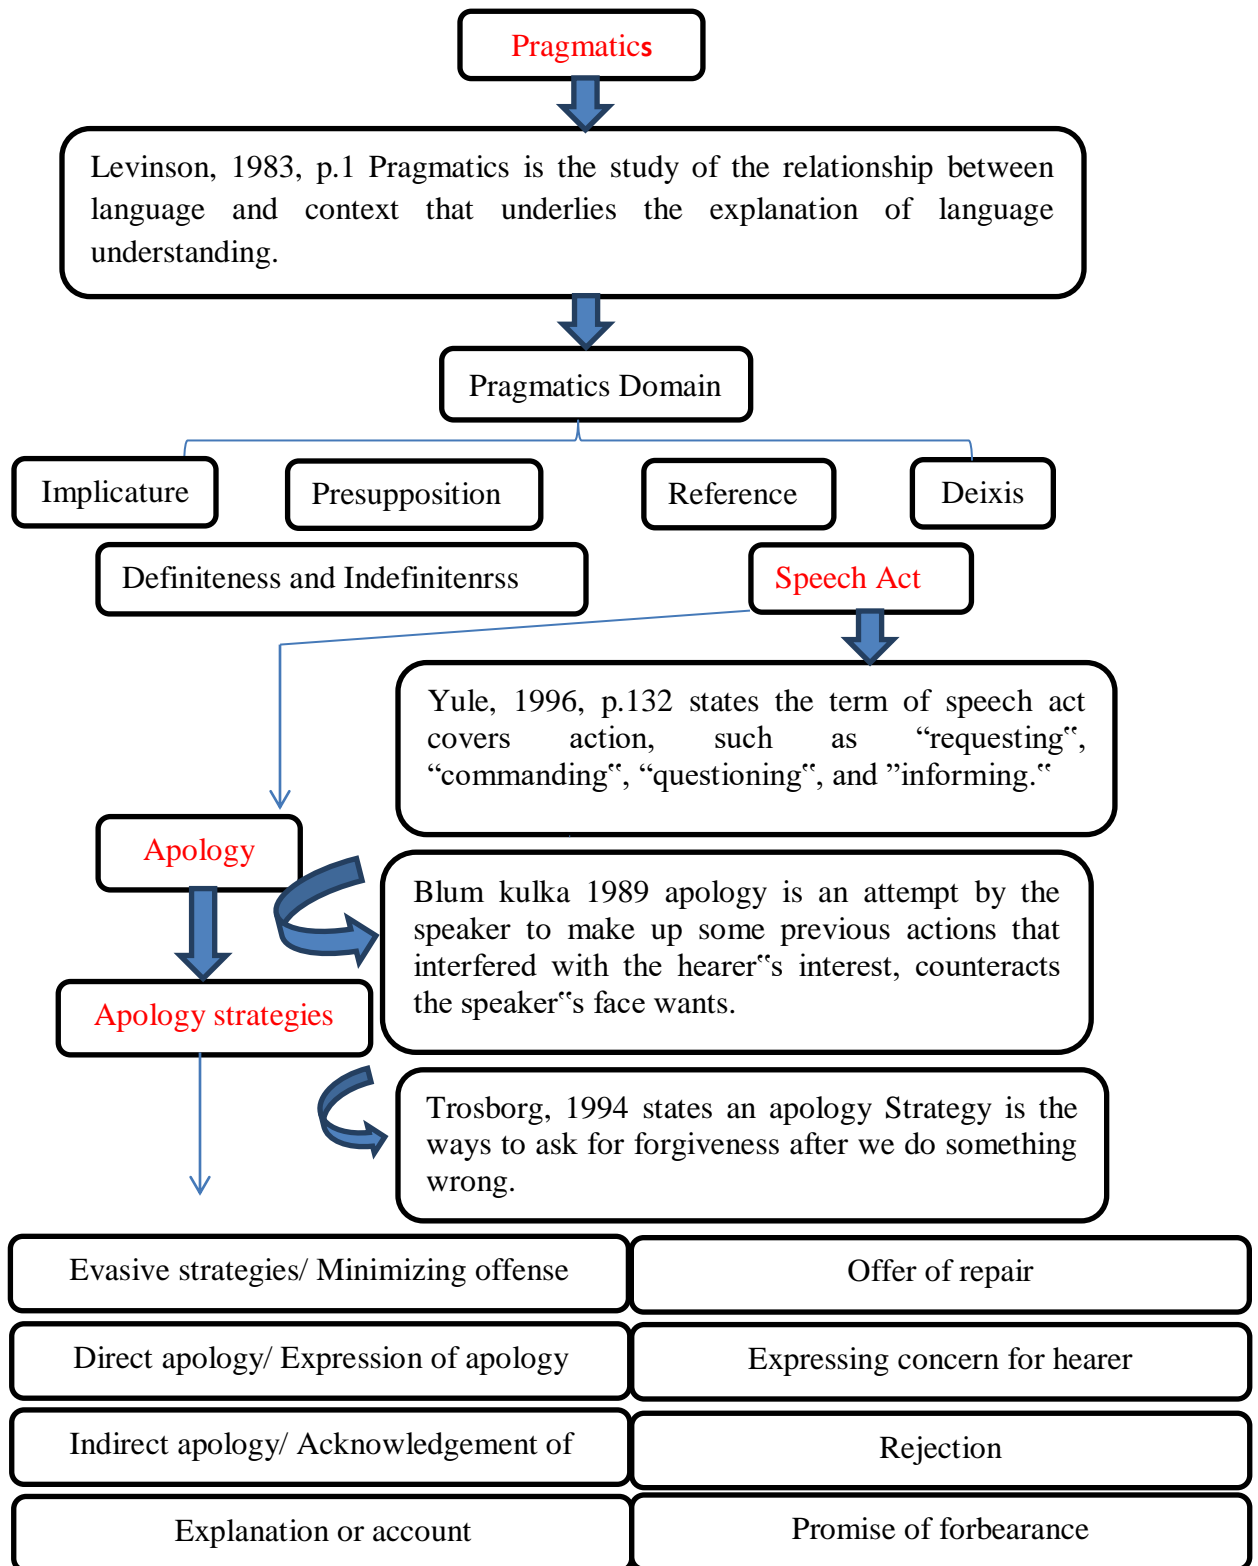 Pragmatics
Levinson, 1983, p.1 Pragmatics is the study of the relationship between
language and context that underlies the explanation of language
understanding.
Pragmatics Domain
Implicature
Presupposition
Reference
Deixis
Definiteness and Indefinitenrss
Speech Act
Yule, 1996, p.132 states the term of speech act
covers action, such as “requesting‟,
“commanding‟, “questioning‟, and ”informing.‟
Apology
Blum kulka 1989 apology is an attempt by the
speaker to make up some previous actions that
interfered with the hearer‟s interest, counteracts
the speaker‟s face wants.
Apology strategies
Trosborg, 1994 states an apology Strategy is the
ways to ask for forgiveness after we do something
wrong.
Evasive strategies/ Minimizing offense
Offer of repair
Direct apology/ Expression of apology
Expressing concern for hearer
Indirect apology/ Acknowledgement of
Rejection
Explanation or account
Promise of forbearance